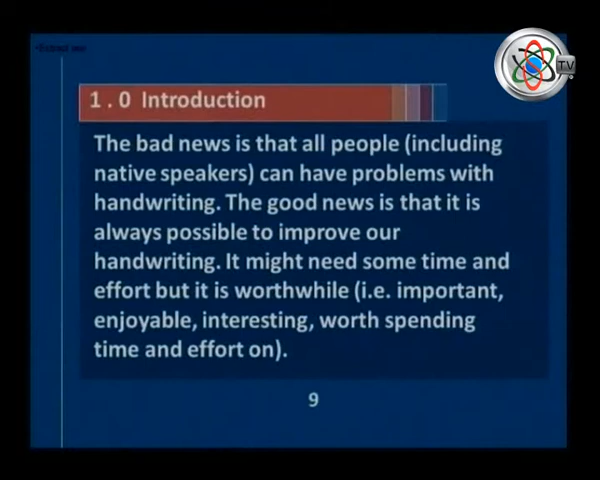 1 . 0 Introduction
The bad news is that all people (including
native speakers) can have problems with
handwriting. The good news is that it is
always possible to improve our
handwriting. It might need some time and
effort but it is worthwhile (i.e. important,
enjoyable, interesting, worth spending
time and effort on).
9
TV